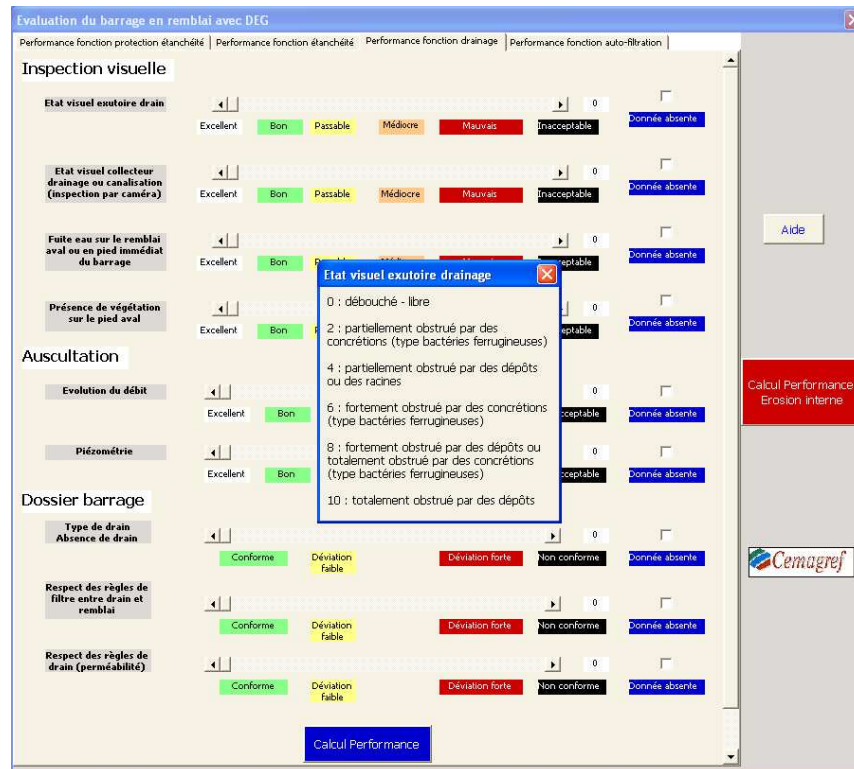 Evaluation du barrage en remblai avec DEG
Performance fonction protection étanchéité
Performance fonction étanchéité
Performance fonction drainage
Performance fonction auto-filtration
Inspection visuelle
Etat visuel exutoire drain
0
Excellent Bon Passable Médiocre Mauvais Inacceptable Donnée absente
Etat visuel collecteur
drainage ou canalisation
(inspection par caméra)
0
Excellent Bon Passable Médiocre Mauvais Inacceptable Donnée absente
Fuite eau sur le remblai
aval ou en pied immédiat
du barrage
0
Excellent Bon Donnée absente
Présence de végétation
sur le pied aval
0
Excellent Bon Donnée absente
Auscultation
Evolution du débit
0
Excellent Bon Donnée absente
Piézométrie
0
Excellent Bon Donnée absente
Dossier barrage
Type de drain
Absence de drain
0
Conforme Déviation faible Déviation forte Non conforme Donnée absente
Respect des règles de
filtre entre drain et
remblai
0
Conforme Déviation faible Déviation forte Non conforme Donnée absente
Respect des règles de
drain (perméabilité)
0
Conforme Déviation faible Déviation forte Non conforme Donnée absente
Calcul Performance
Etat visuel exutoire drainage
0 : débouché - libre
2 : partiellement obstrué par des
concrétions (type bactéries ferrugineuses)
4 : partiellement obstrué par des dépôts
ou des racines
6 : fortement obstrué par des concrétions
(type bactéries ferrugineuses)
8 : fortement obstrué par des dépôts ou
totalement obstrué par des concrétions
(type bactéries ferrugineuses)
10 : totalement obstrué par des dépôts
Aide
Calcul Performance
Erosion interne
Cemagref